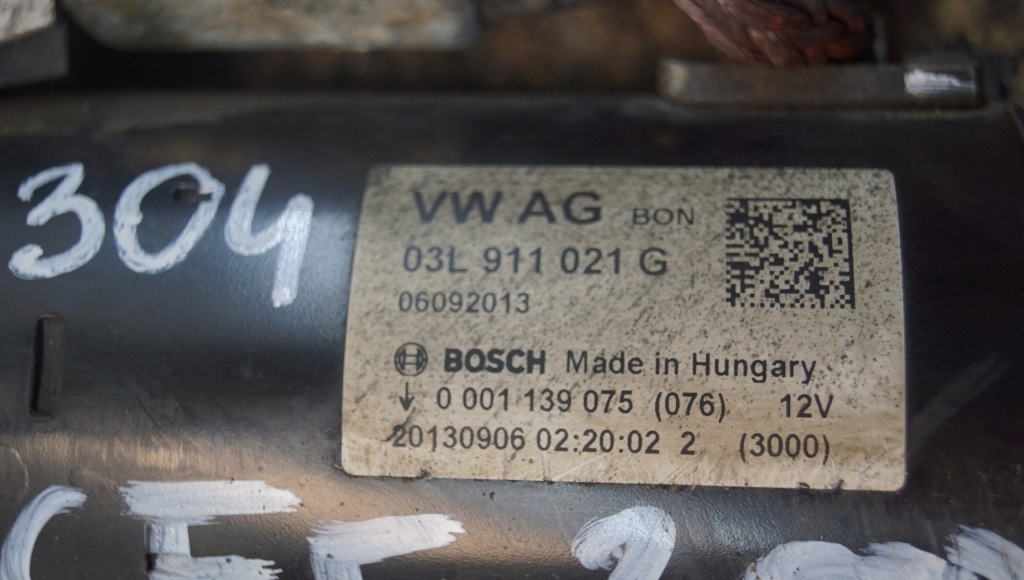 304
VW AG BON
03L 911 021 G
06092013
BOSCH Made in Hungary
↓ 0 001 139 075 (076) 12V
20130906 02:20:02 2 (3000)